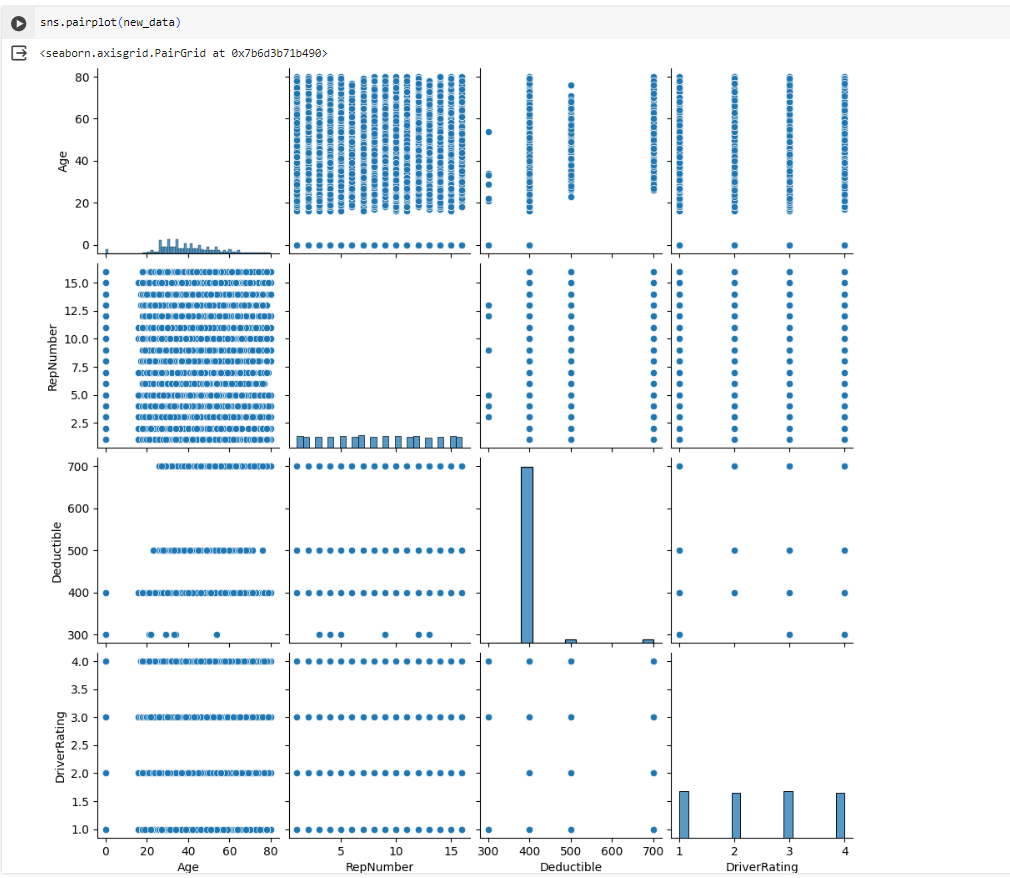 sns.pairplot(new_data)
<seaborn.axisgrid.PairGrid at 0x7b6d3b71b490>
80
60
40
20
0
Age
15.0
12.5
10.0
7.5
5.0
2.5
RepNumber
700
600
500
400
300
Deductible
4.0
3.5
3.0
2.5
2.0
1.5
1.0
DriverRating
0 20 40 60 80
5 10 15
300 400 500 600 700
1 2 3 4
Age
RepNumber
Deductible
DriverRating